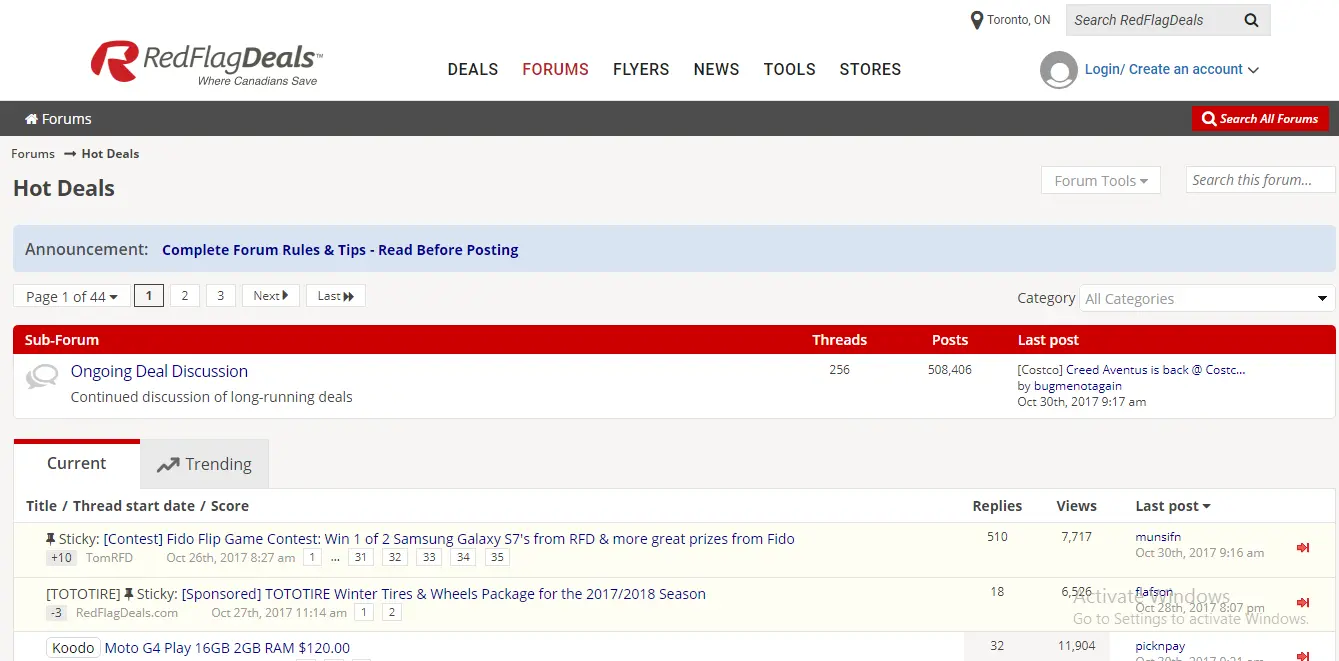 Toronto, ON
Search RedFlagDeals
RedFlagDeals™
Where Canadians Save
DEALS FORUMS FLYERS NEWS TOOLS STORES
Login/ Create an account
Forums
Search All Forums
Forums → Hot Deals
Hot Deals
Forum Tools
Search this forum...
Announcement: Complete Forum Rules & Tips - Read Before Posting
Page 1 of 44 1 2 3 Next Last
Category All Categories
Sub-Forum Threads Posts Last post
Ongoing Deal Discussion 256 508,406 [Costco] Creed Aventus is back @ Costc...
by bugmenotagain
Continued discussion of long-running deals
Oct 30th, 2017 9:17 am
Current Trending
Title / Thread start date / Score Replies Views Last post
Sticky: [Contest] Fido Flip Game Contest: Win 1 of 2 Samsung Galaxy S7's from RFD & more great prizes from Fido 510 7,717 munsifn
+10 TomRFD Oct 26th, 2017 8:27 am 1 ... 31 32 33 34 35 Oct 30th, 2017 9:16 am
[TOTOTIRE] Sticky: [Sponsored] TOTOTIRE Winter Tires & Wheels Package for the 2017/2018 Season 18 6,526 flafson
-3 RedFlagDeals.com Oct 27th, 2017 11:14 am 1 2 Oct 28th, 2017 8:07 pm
Activate Windows
Go to Settings to activate Windows.
Koodo Moto G4 Play 16GB 2GB RAM $120.00 32 11,904 picknpay